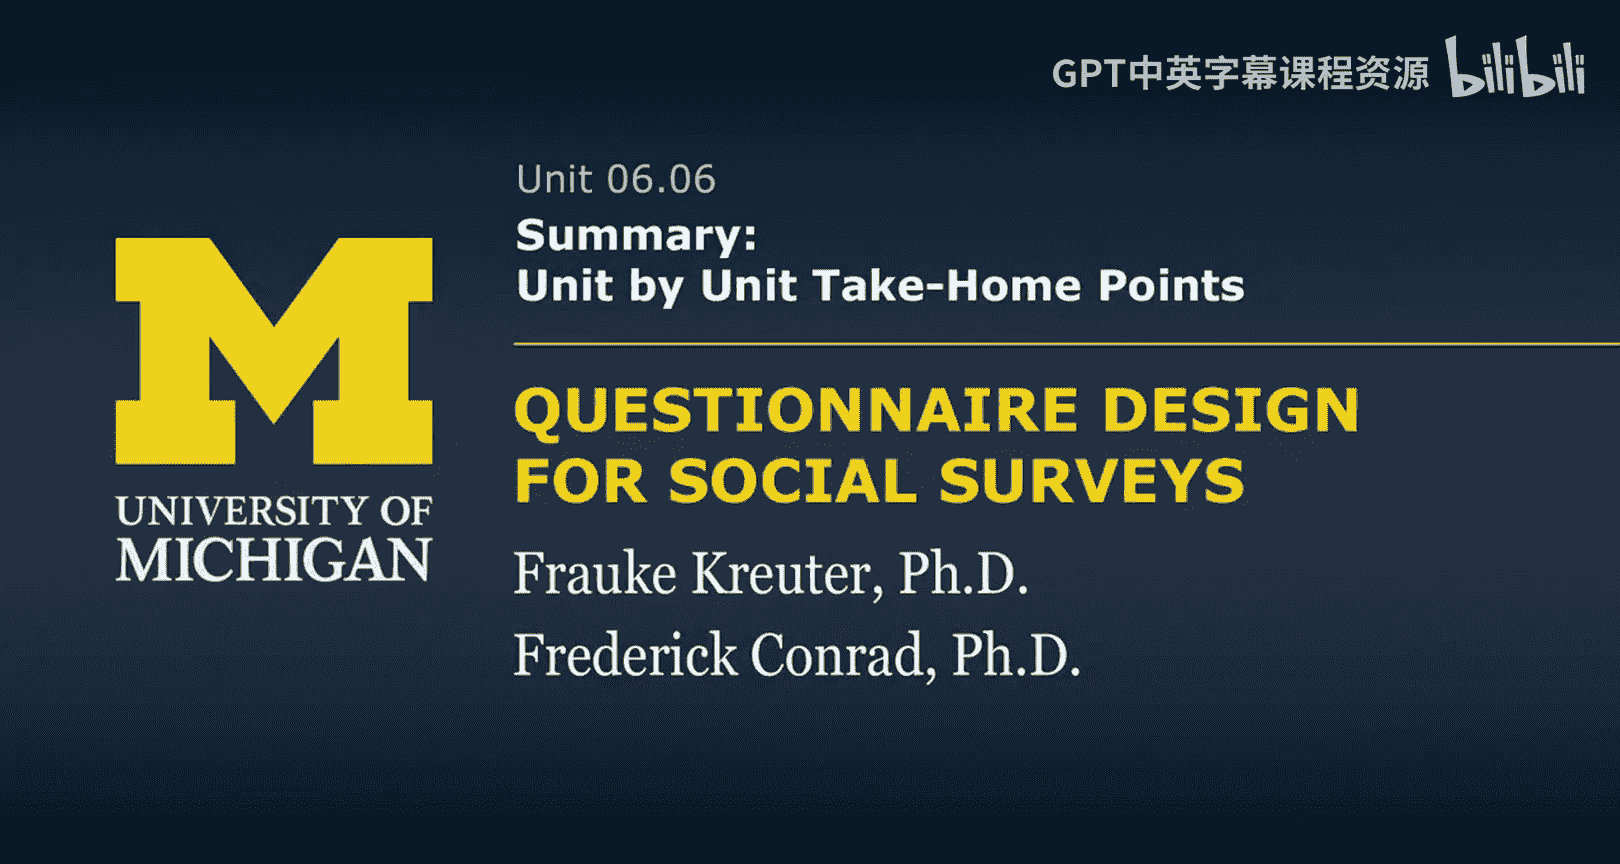 GPT中英字幕课程资源 bilibili
Unit 06.06
Summary:
Unit by Unit Take-Home Points
M
UNIVERSITY OF
MICHIGAN
QUESTIONNAIRE DESIGN
FOR SOCIAL SURVEYS
Frauke Kreuter, Ph.D.
Frederick Conrad, Ph.D.